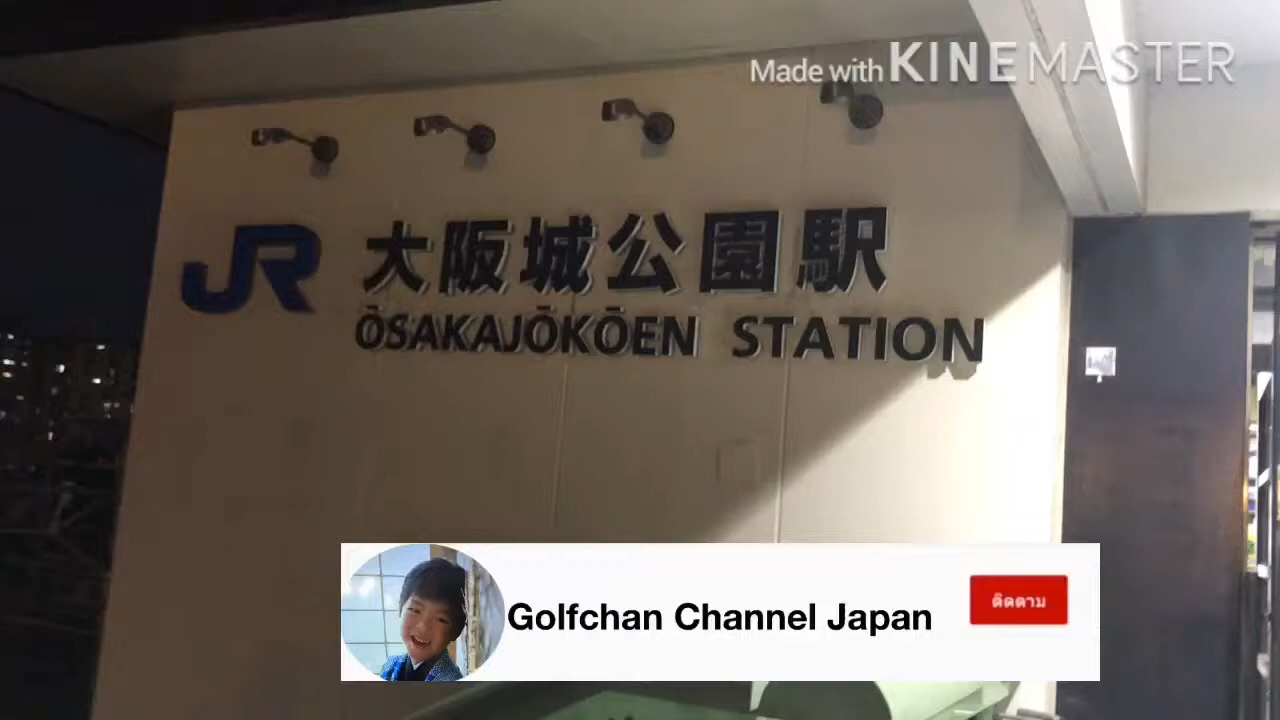 Made with KINEMASTER
JR 大阪城公園駅
ŌSAKAJŌKŌEN STATION
Golfchan Channel Japan
ติดตาม